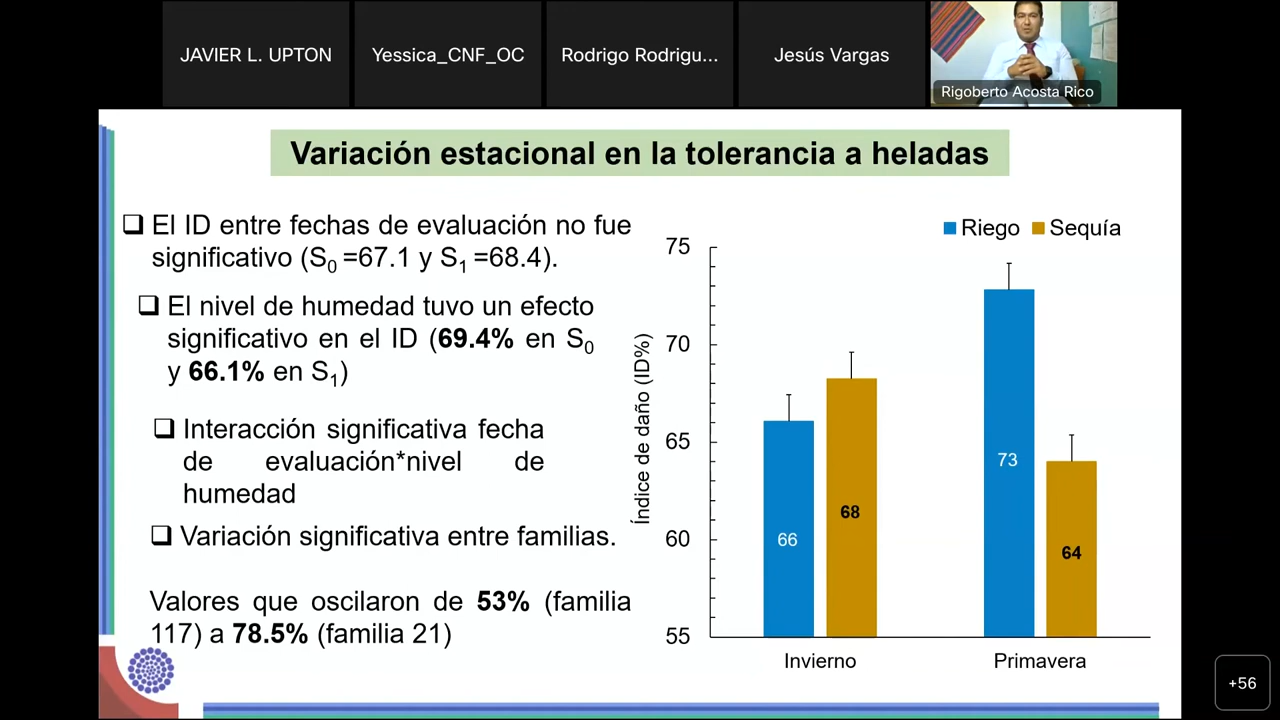 JAVIER L. UPTON
Yessica_CNF_OC
Rodrigo Rodrigu...
Jesús Vargas
Rigoberto Acosta Rico
Variación estacional en la tolerancia a heladas
❑ El ID entre fechas de evaluación no fue
significativo (S₀ =67.1 y S₁ =68.4).
❑ El nivel de humedad tuvo un efecto
significativo en el ID (69.4% en S₀
y 66.1% en S₁)
❑ Interacción significativa fecha
de evaluación*nivel de
humedad
❑ Variación significativa entre familias.
Valores que oscilaron de 53% (familia
117) a 78.5% (familia 21)
Riego Sequía
Índice de daño (ID%)
75
70
65
60
55
66
68
73
64
Invierno
Primavera
+56